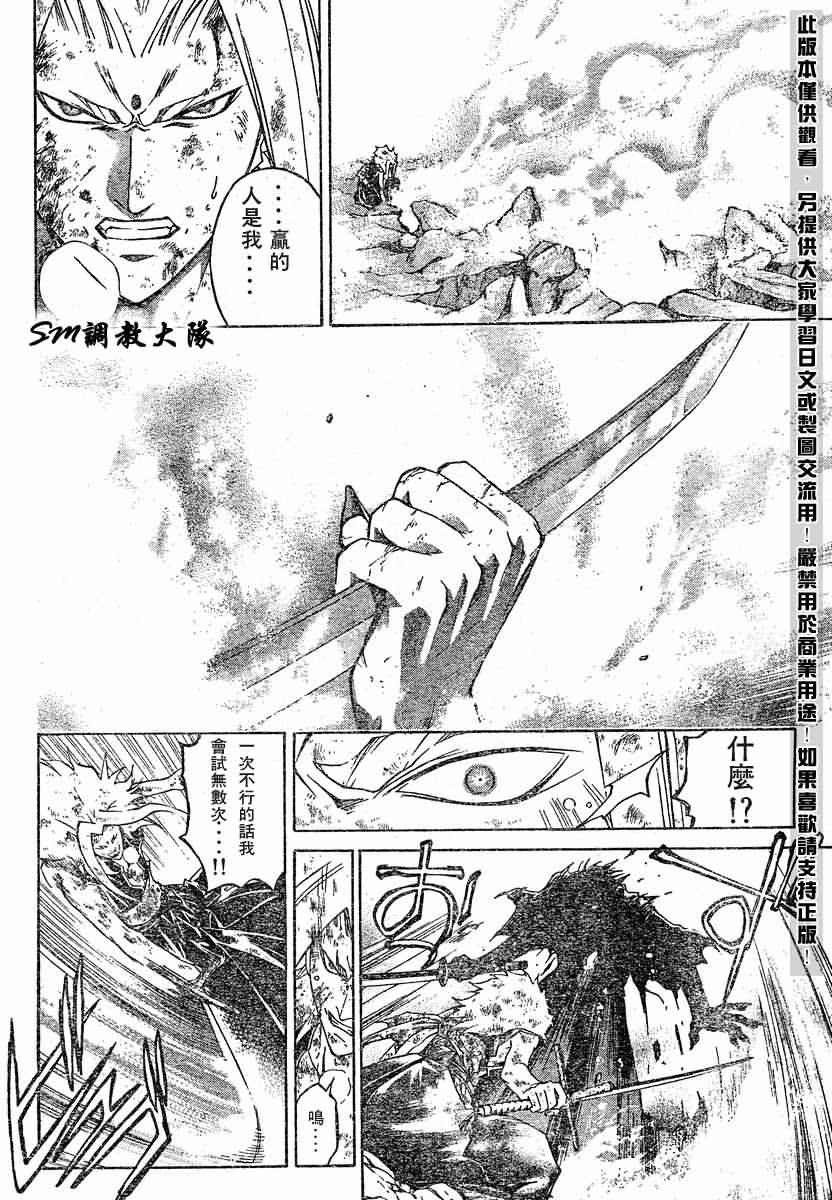 ....贏的
人是我....
SM調教大隊
什麼!?
お
一次不行的話我
會試無數次...!!
嗚...
此版本僅供觀看，另提供大家學習日文或製圖交流用！嚴禁用於商業用途！如果喜歡請支持正版！